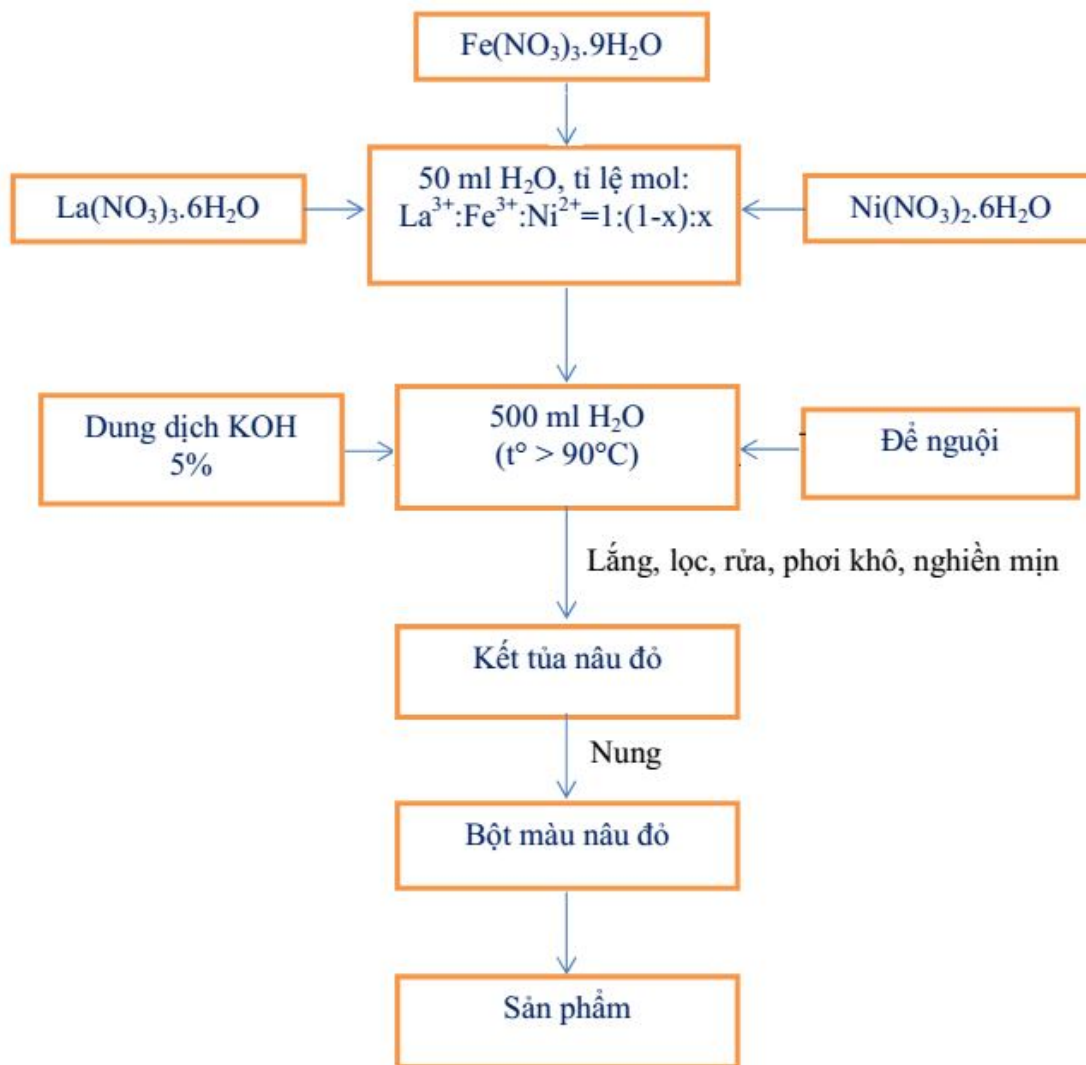 Fe(NO₃)₃.9H₂O
La(NO₃)₃.6H₂O
50 ml H₂O, tỉ lệ mol:
La³⁺:Fe³⁺:Ni²⁺=1:(1-x):x
Ni(NO₃)₂.6H₂O
Dung dịch KOH
5%
500 ml H₂O
(t° > 90°C)
Để nguội
Lắng, lọc, rửa, phơi khô, nghiền mịn
Kết tủa nâu đỏ
Nung
Bột màu nâu đỏ
Sản phẩm